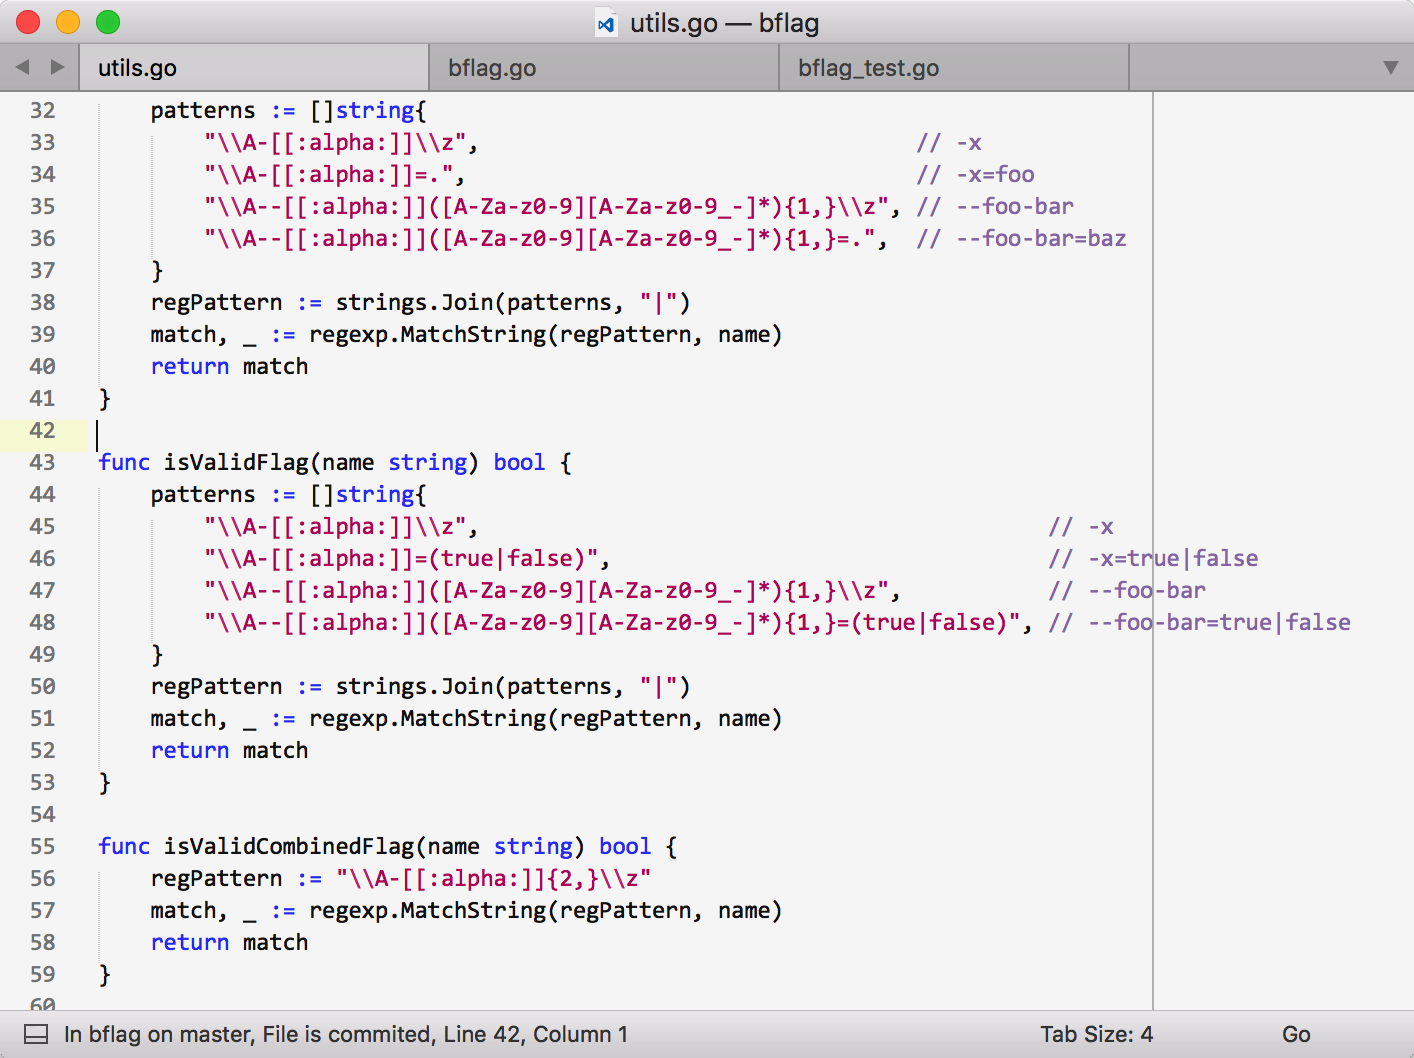 utils.go — bflag
utils.go bflag.go bflag_test.go
32     patterns := []string{
33         "\\A-[[:alpha:]]\\z",                                 // -x
34         "\\A-[[:alpha:]]=.",                                  // -x=foo
35         "\\A--[[:alpha:]]([A-Za-z0-9][A-Za-z0-9_-]*){1,}\\z", // --foo-bar
36         "\\A--[[:alpha:]]([A-Za-z0-9][A-Za-z0-9_-]*){1,}=.",  // --foo-bar=baz
37     }
38     regPattern := strings.Join(patterns, "|")
39     match, _ := regexp.MatchString(regPattern, name)
40     return match
41 }
42
43 func isValidFlag(name string) bool {
44     patterns := []string{
45         "\\A-[[:alpha:]]\\z",                                           // -x
46         "\\A-[[:alpha:]]=(true|false)",                                 // -x=true|false
47         "\\A--[[:alpha:]]([A-Za-z0-9][A-Za-z0-9_-]*){1,}\\z",           // --foo-bar
48         "\\A--[[:alpha:]]([A-Za-z0-9][A-Za-z0-9_-]*){1,}=(true|false)", // --foo-bar=true|false
49     }
50     regPattern := strings.Join(patterns, "|")
51     match, _ := regexp.MatchString(regPattern, name)
52     return match
53 }
54
55 func isValidCombinedFlag(name string) bool {
56     regPattern := "\\A-[[:alpha:]]{2,}\\z"
57     match, _ := regexp.MatchString(regPattern, name)
58     return match
59 }
60
In bflag on master, File is commited, Line 42, Column 1 Tab Size: 4 Go